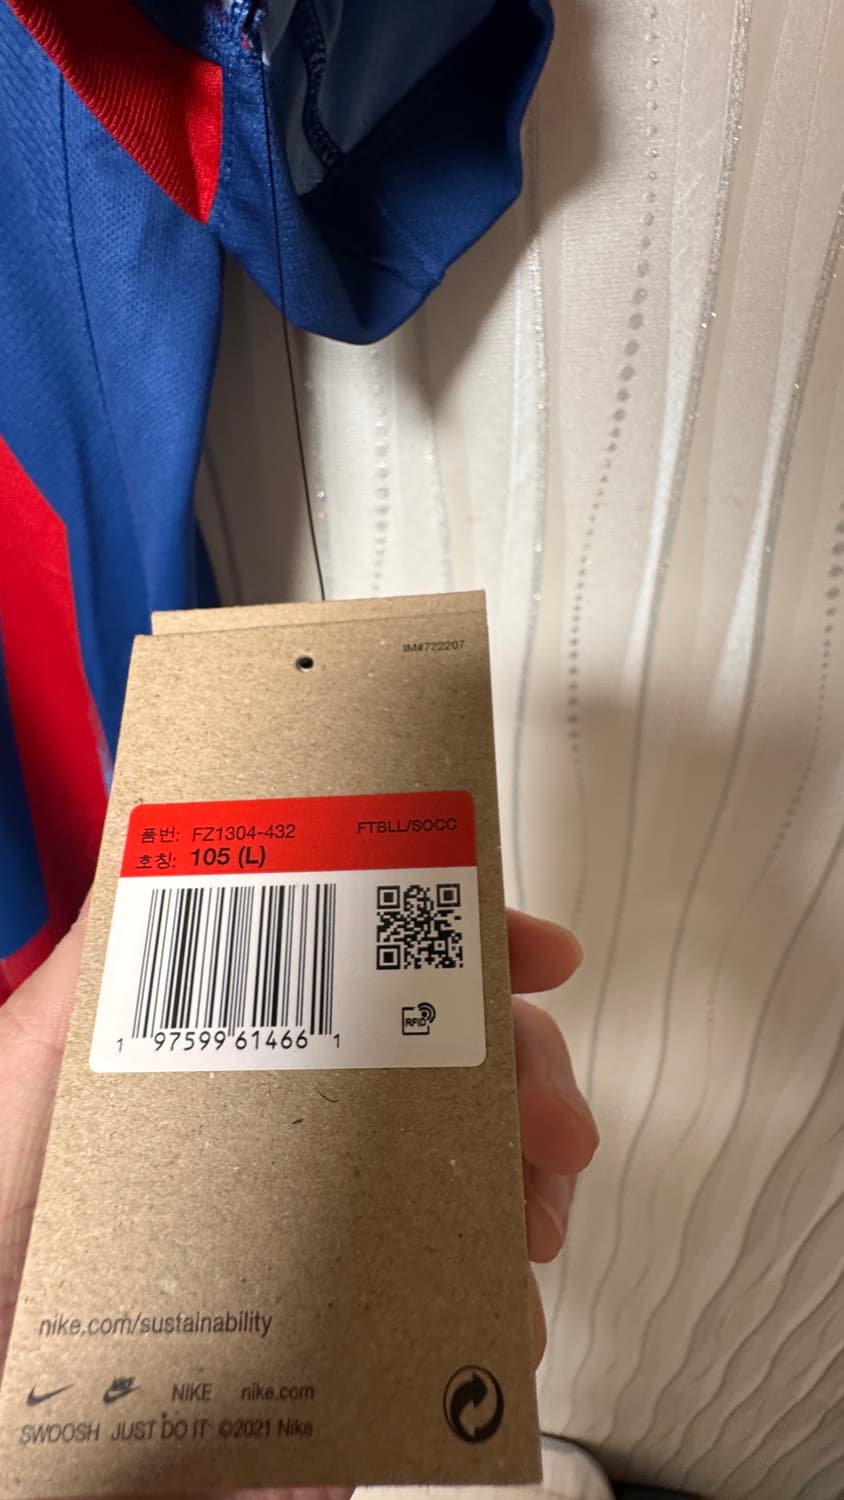 IM#722207
품번: FZ1304-432 FTBLL/SOCC
호칭: 105 (L)
1 97599 61466 1
RFID
nike.com/sustainability
NIKE nike.com
SWOOSH JUST DO IT ©2021 Nike